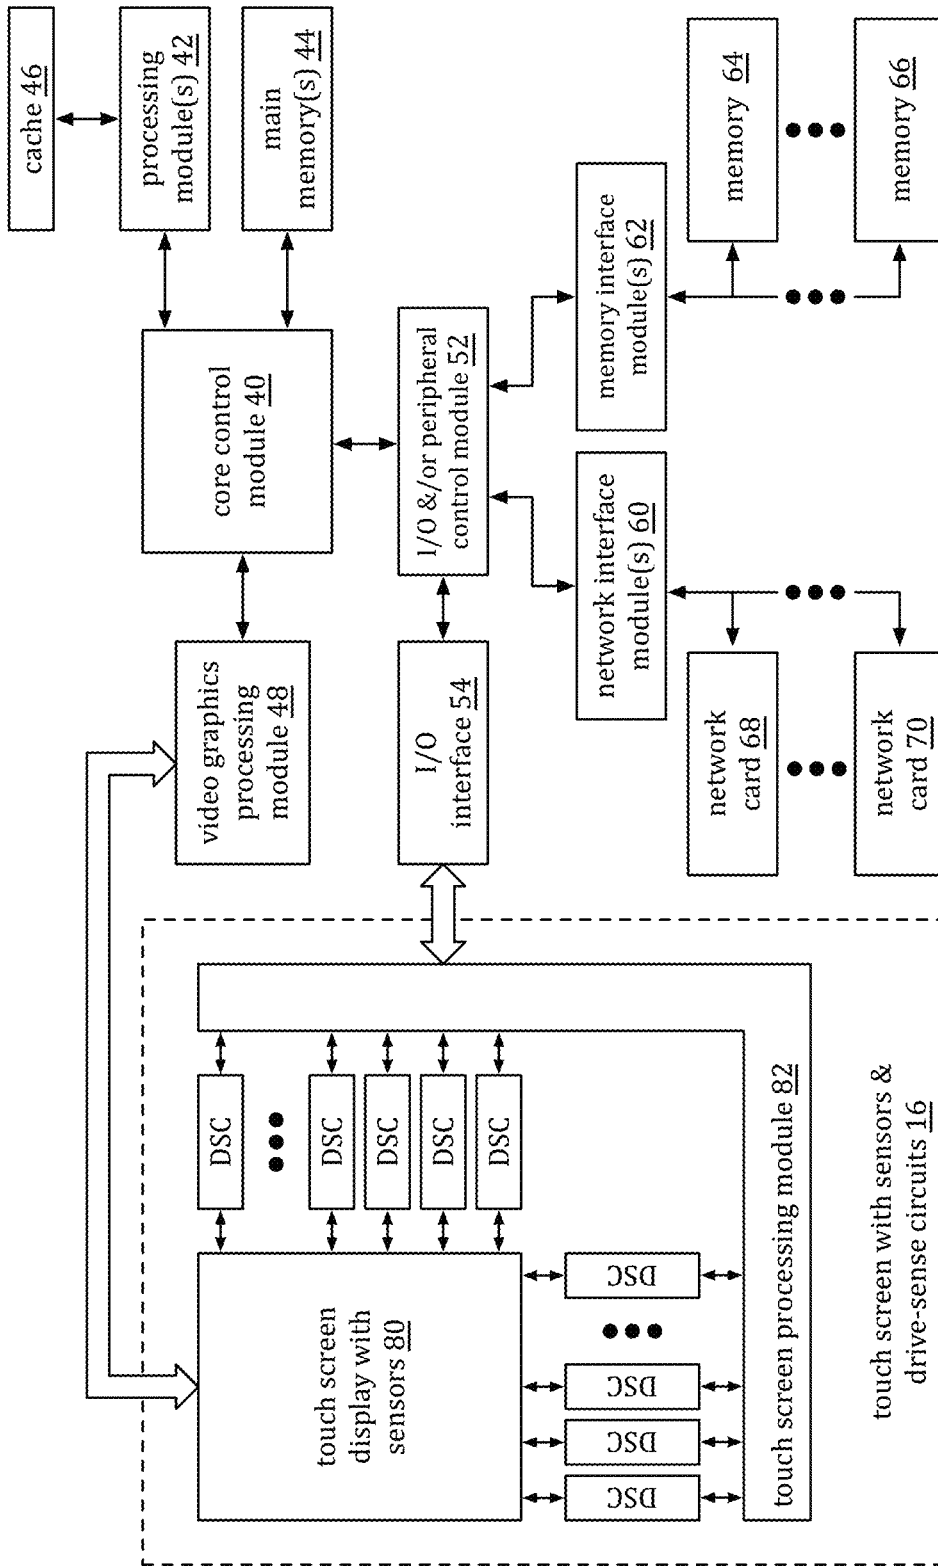 cache 46
processing
module(s) 42
main
memory(s) 44
core control
module 40
video graphics
processing
module 48
I/O &/or peripheral
control module 52
I/O
interface 54
memory interface
module(s) 62
network interface
module(s) 60
memory 64
memory 66
network
card 68
network
card 70
touch screen
display with
sensors 80
DSC
DSC
DSC
DSC
DSC
DSC
DSC
DSC
DSC
touch screen processing module 82
touch screen with sensors &
drive-sense circuits 16